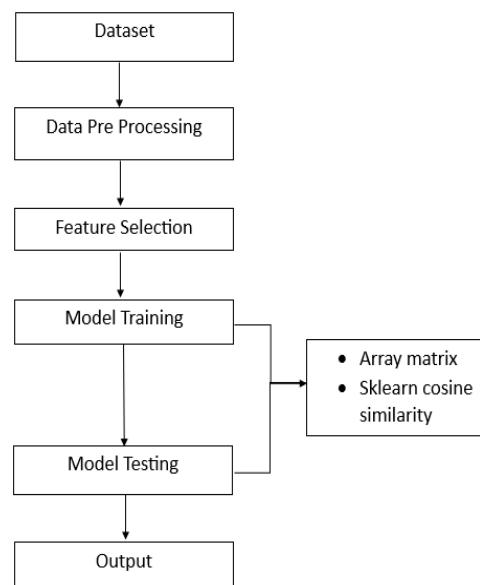 Dataset
Data Pre Processing
Feature Selection
Model Training
• Array matrix
• Sklearn cosine
similarity
Model Testing
Output